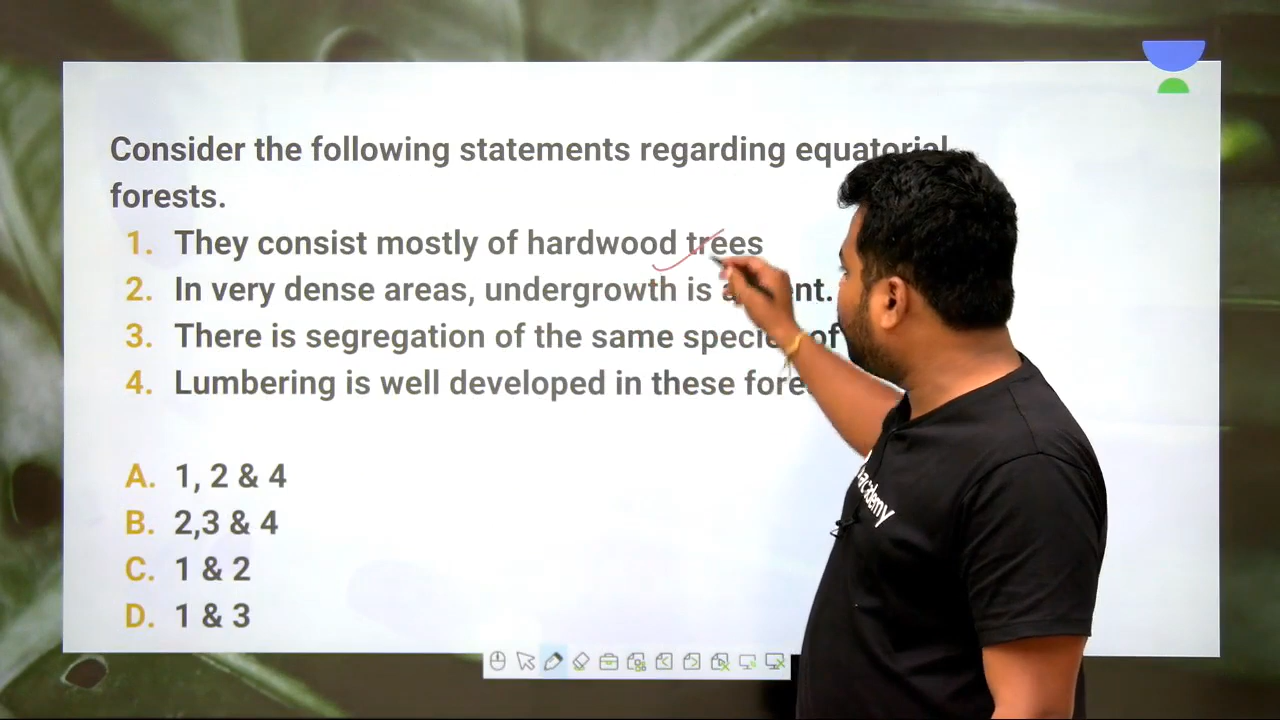 Consider the following statements regarding equatorial
forests.
1. They consist mostly of hardwood trees
2. In very dense areas, undergrowth is
3. There is segregation of the same species of
4. Lumbering is well developed in these
A. 1, 2 & 4
B. 2,3 & 4
C. 1 & 2
D. 1 & 3